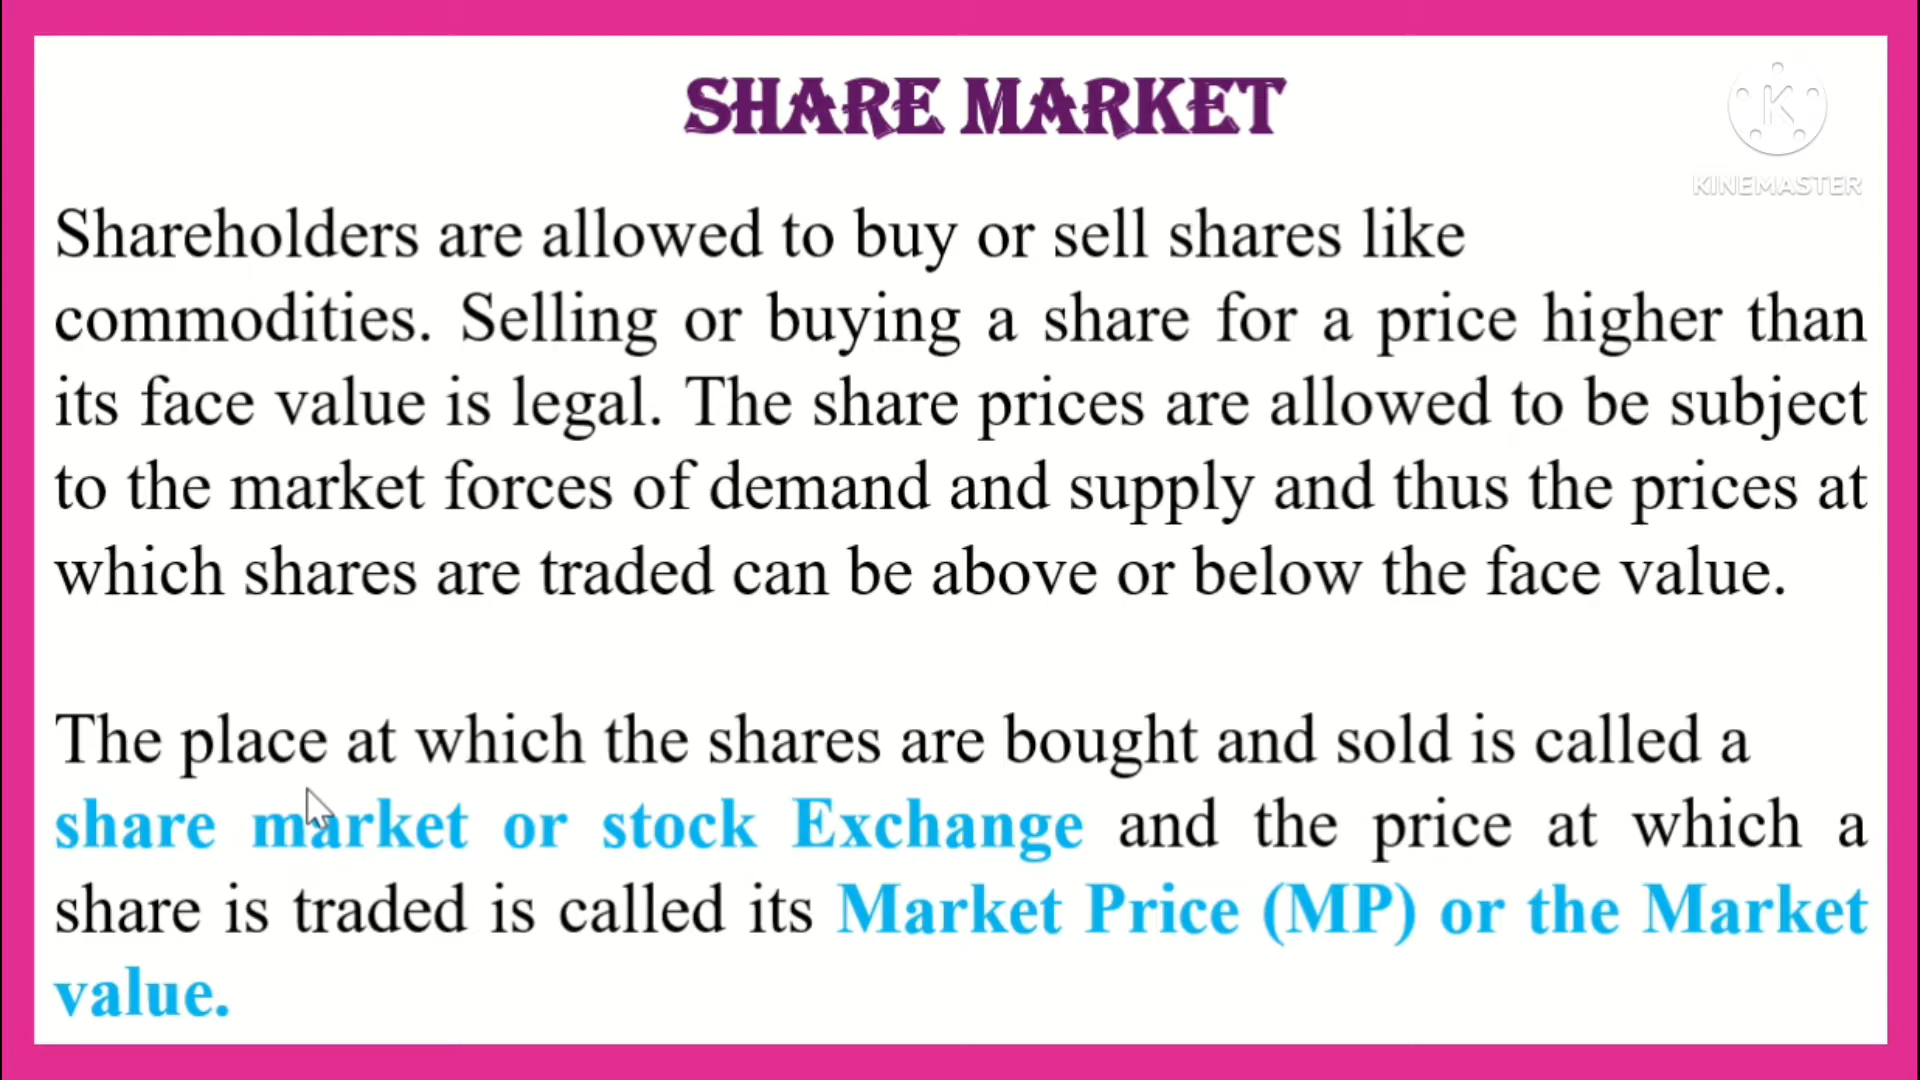 SHARE MARKET
KINEMASTER
Shareholders are allowed to buy or sell shares like
commodities. Selling or buying a share for a price higher than
its face value is legal. The share prices are allowed to be subject
to the market forces of demand and supply and thus the prices at
which shares are traded can be above or below the face value.
The place at which the shares are bought and sold is called a
share market or stock Exchange and the price at which a
share is traded is called its Market Price (MP) or the Market
value.